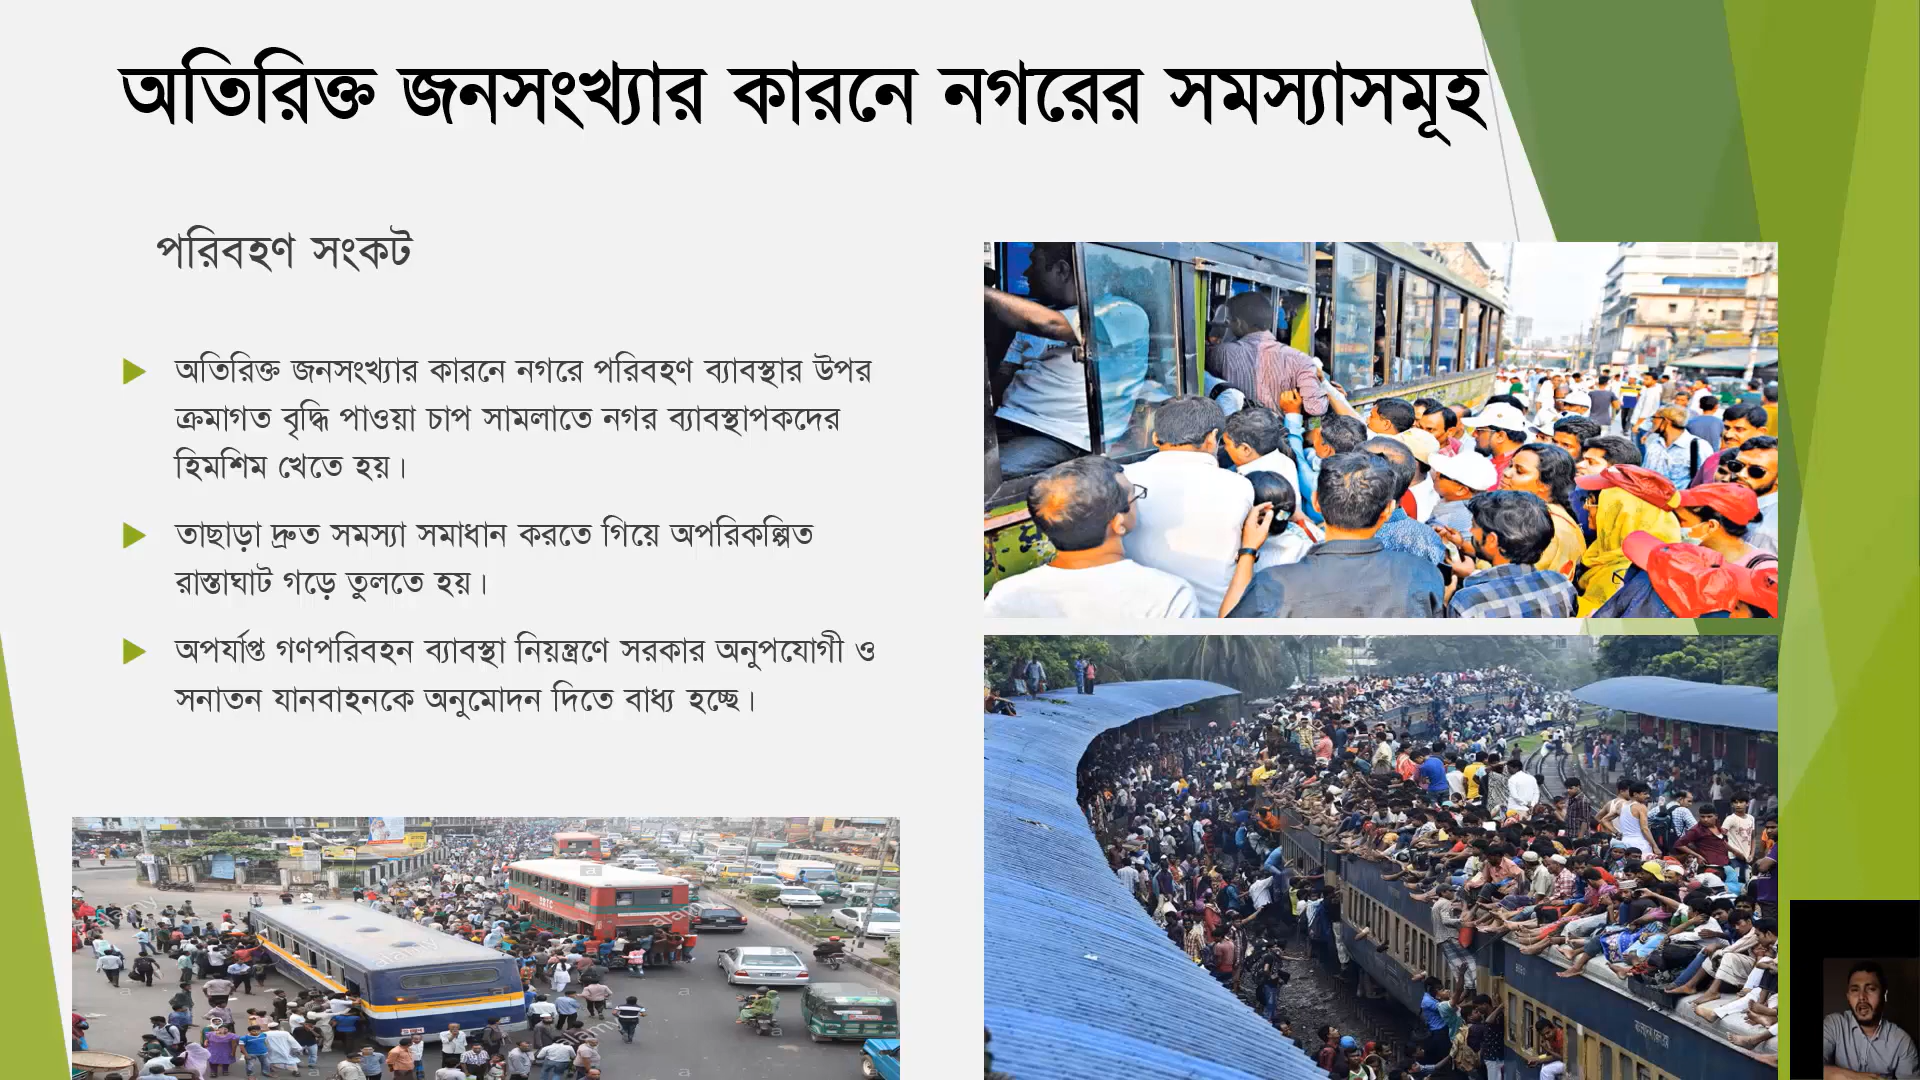 অতিরিক্ত জনসংখ্যার কারনে নগরের সমস্যাসমূহ
পরিবহণ সংকট
অতিরিক্ত জনসংখ্যার কারনে নগরে পরিবহণ ব্যাবস্থার উপর
ক্রমাগত বৃদ্ধি পাওয়া চাপ সামলাতে নগর ব্যাবস্থাপকদের
হিমশিম খেতে হয়।
তাছাড়া দ্রুত সমস্যা সমাধান করতে গিয়ে অপরিকল্পিত
রাস্তাঘাট গড়ে তুলতে হয়।
অপর্যাপ্ত গণপরিবহন ব্যাবস্থা নিয়ন্ত্রণে সরকার অনুপযোগী ও
সনাতন যানবাহনকে অনুমোদন দিতে বাধ্য হচ্ছে।